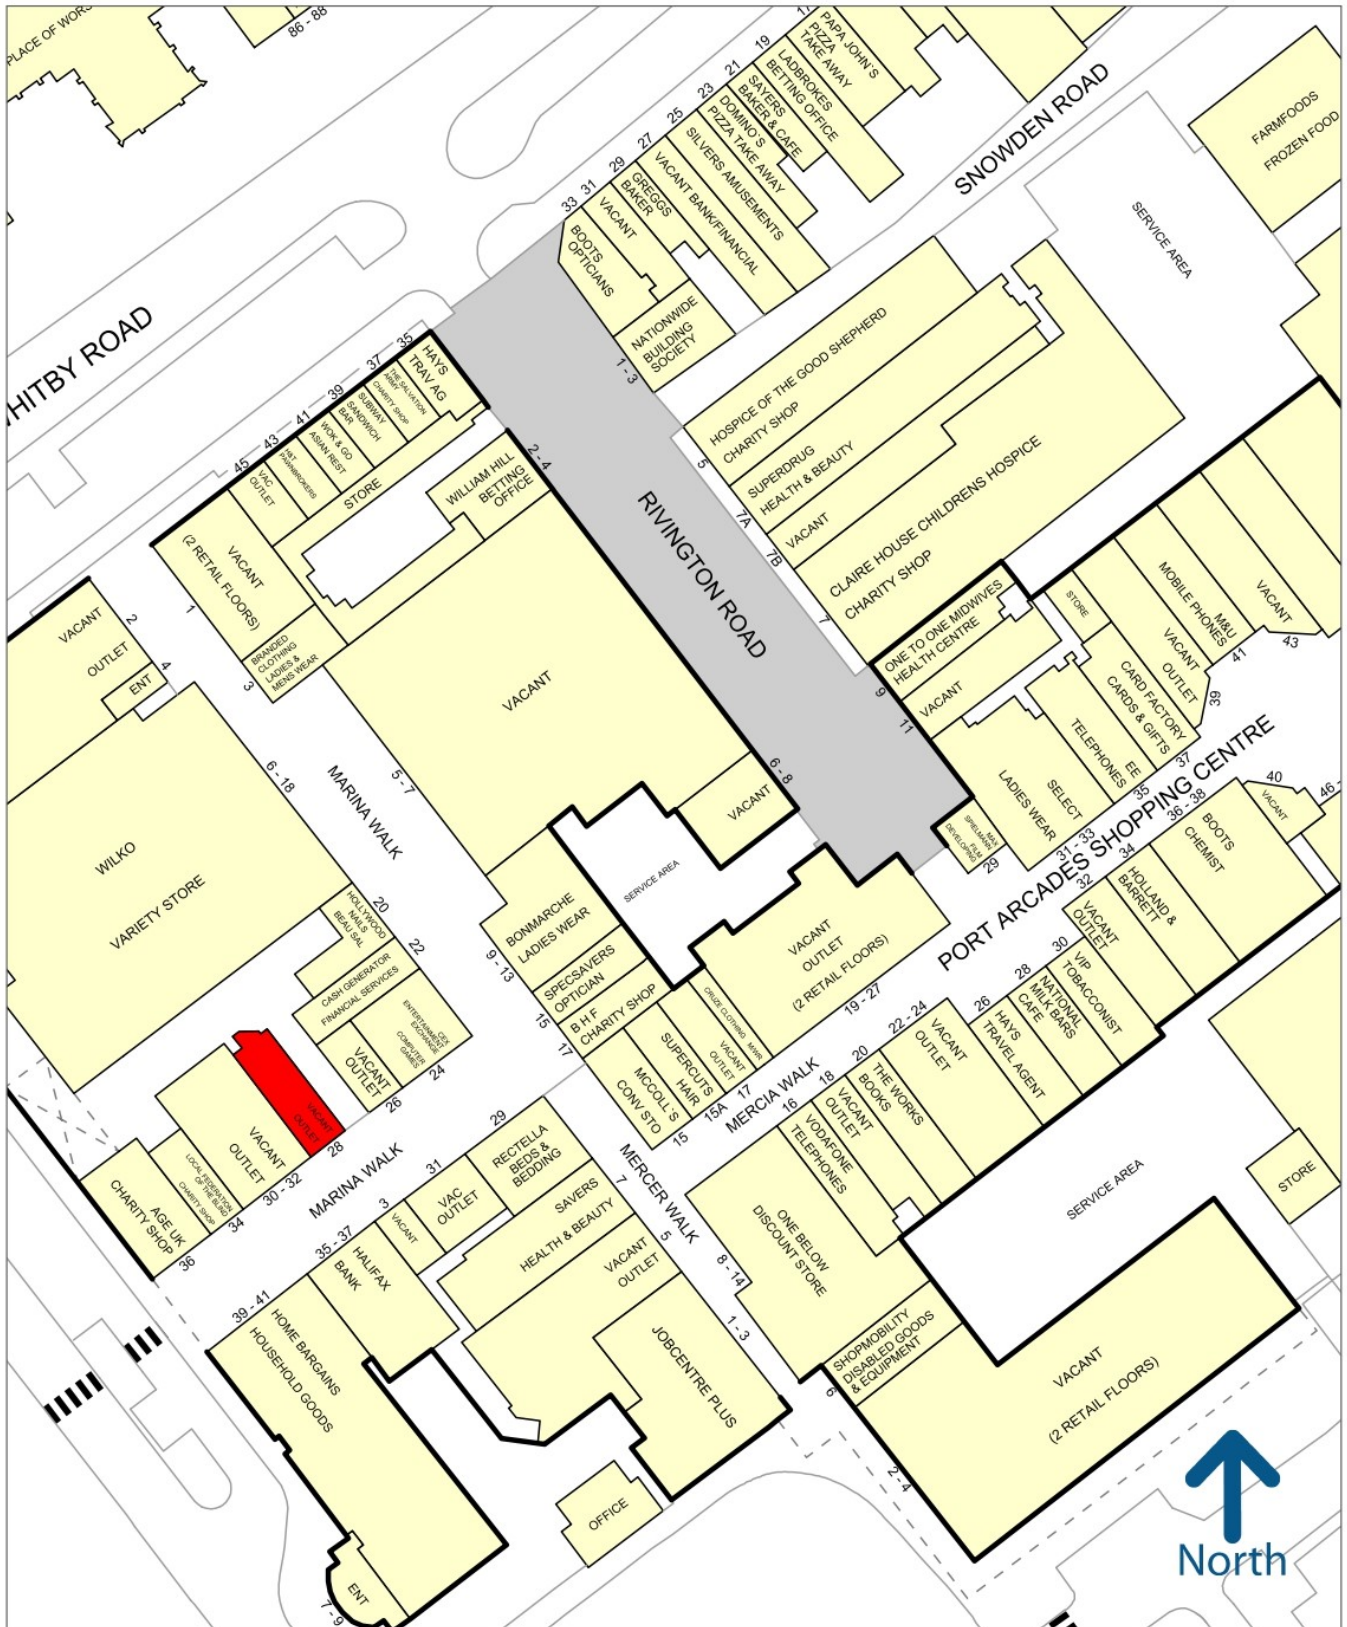 PLACE OF WORS
86 - 88
17
PAPA JOHN'S
PIZZA
TAKE AWAY
19
LADBROKES
BETTING OFFICE
21
SAYERS
BAKER & CAFE
23
DOMINO'S
PIZZA TAKE AWAY
25
SILVERS AMUSEMENTS
27
VACANT BANK/FINANCIAL
29
GREGGS
BAKER
31
VACANT
33
BOOTS
OPTICIANS
NATIONWIDE
BUILDING
SOCIETY
1 - 3
SNOWDEN ROAD
FARMFOODS
FROZEN FOOD
SERVICE AREA
HITBY ROAD
35
HAYS
TRAV AG
37
THE SALVATION
ARMY
CHARITY SHOP
39
SUBWAY
SANDWICH
BAR
41
WOK & GO
ASIAN REST
43
H&T
PAWNBROKERS
45
VAC
OUTLET
STORE
2 - 4
WILLIAM HILL
BETTING
OFFICE
RIVINGTON ROAD
HOSPICE OF THE GOOD SHEPHERD
CHARITY SHOP
5
SUPERDRUG
HEALTH & BEAUTY
7A
VACANT
7B
CLAIRE HOUSE CHILDRENS HOSPICE
CHARITY SHOP
7
ONE TO ONE MIDWIVES
HEALTH CENTRE
9
VACANT
11
STORE
MOBILE PHONES
M&U
VACANT
VACANT
OUTLET
39
41
43
CARD FACTORY
CARDS & GIFTS
37
TELEPHONES
EE
35
LADIES WEAR
SELECT
31 - 33
MAX
SPIELMANN
FILM
DEVELOPING
29
PORT ARCADES SHOPPING CENTRE
VACANT
(2 RETAIL FLOORS)
1
BRANDED
CLOTHING
LADIES &
MENS WEAR
3
VACANT
OUTLET
2
ENT
4
VACANT
5 - 7
6 - 8
VACANT
MARINA WALK
6 - 18
WILKO
VARIETY STORE
SERVICE AREA
BONMARCHE
LADIES WEAR
9 - 13
SPECSAVERS
OPTICIAN
15
B H F
CHARITY SHOP
17
VACANT
OUTLET
(2 RETAIL FLOORS)
19 - 27
CRUZE CLOTHING MWR
VACANT
OUTLET
17
SUPERCUTS
HAIR
15A
MCCOLL'S
CONV STO
15
20
HOLLYWOOD
NAILS
BEAU SAL
22
CASH GENERATOR
FINANCIAL SERVICES
CEX
ENTERTAINMENT
EXCHANGE
COMPUTER
GAMES
24
VACANT
OUTLET
26
VACANT
OUTLET
28
VACANT
OUTLET
30 - 32
LOCAL FEDERATION
OF THE BLIND
CHARITY SHOP
34
AGE UK
CHARITY SHOP
36
MARINA WALK
29
RECTELLA
BEDS &
BEDDING
31
VAC
OUTLET
3
VACANT
35 - 37
HALIFAX
BANK
39 - 41
HOME BARGAINS
HOUSEHOLD GOODS
ENT
7 - 9
SAVERS
HEALTH & BEAUTY
7
VACANT
OUTLET
5
MERCER WALK
JOBCENTRE PLUS
1 - 3
OFFICE
MERCIA WALK
40
VACANT
46 -
36 - 38
BOOTS
CHEMIST
34
HOLLAND &
BARRETT
32
VACANT
OUTLET
30
VIP
TOBACCONIST
28
NATIONAL
MILK BARS
CAFE
26
HAYS
TRAVEL AGENT
22 - 24
VACANT
OUTLET
20
THE WORKS
BOOKS
18
VACANT
OUTLET
16
VODAFONE
TELEPHONES
ONE BELOW
DISCOUNT STORE
8 - 14
SHOPMOBILITY
DISABLED GOODS
& EQUIPMENT
6
SERVICE AREA
STORE
VACANT
(2 RETAIL FLOORS)
2 - 4
North